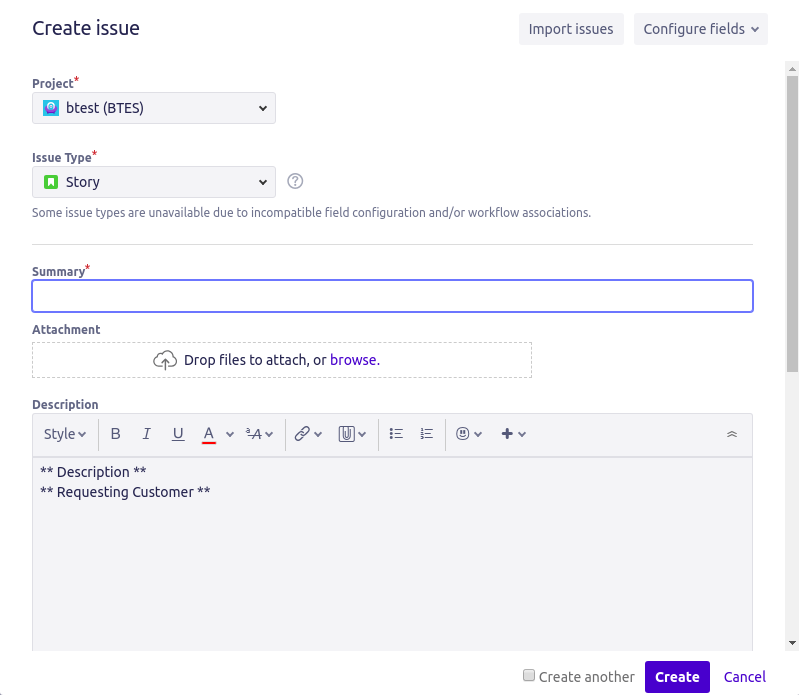 Create issue
Import issues
Configure fields
Project*
btest (BTES)
Issue Type*
Story
Some issue types are unavailable due to incompatible field configuration and/or workflow associations.
Summary*
Attachment
Drop files to attach, or browse.
Description
Style B I U A ᵃA
** Description **
** Requesting Customer **
Create another
Create
Cancel